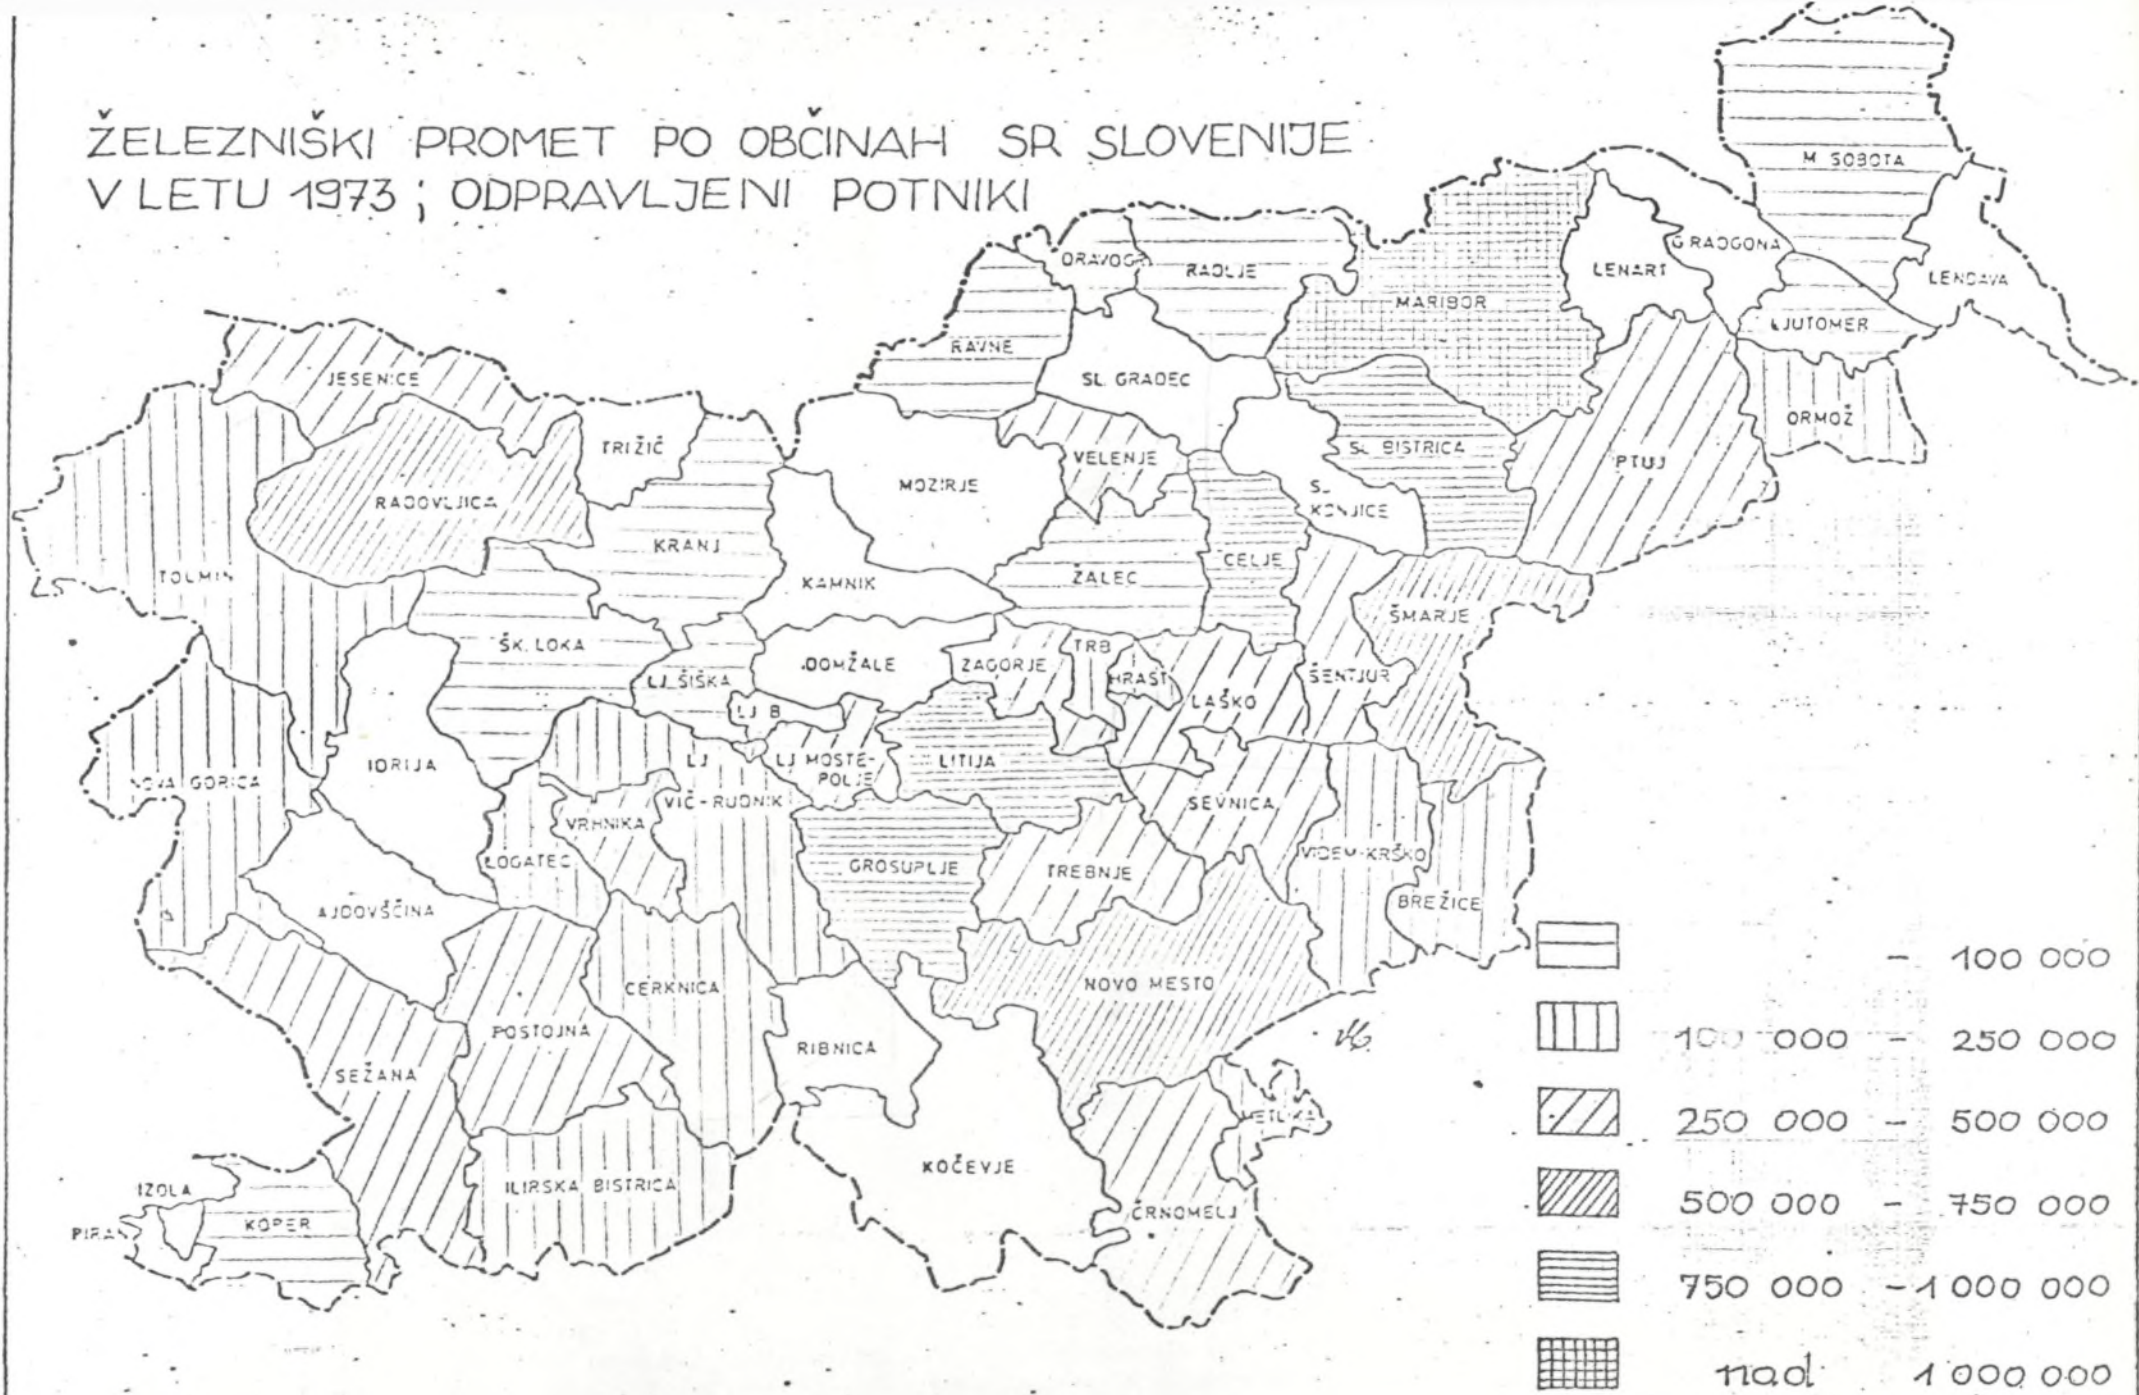 ŽELEZNIŠKI PROMET PO OBČINAH SR SLOVENIJE
V LETU 1973 ; ODPRAVLJENI POTNIKI
M. SOBOTA
G RADGONA
LENART
LENDAVA
DRAVOGR
RADLJE
MARIBOR
LJUTOMER
RAVNE
SL. GRADEC
JESENICE
ORMOŽ
TRŽIČ
VELENJE
SL. BISTRICA
PTUJ
MOZIRJE
RADOVLJICA
SL.
KONJICE
KRANJ
CELJE
TOLMIN
KAMNIK
ŽALEC
ŠMARJE
ŠK. LOKA
DOMŽALE
ZAGORJE
TRB
HRAST
LJ ŠIŠKA
ŠENTJUR
LAŠKO
LJ B
IDRIJA
LJ
VIČ-RUDNIK
LJ MOSTE-
POLJE
LITIJA
NOVA GORICA
SEVNICA
VRHNIKA
LOGATEC
GROSUPLJE
TREBNJE
VIDEM-KRŠKO
BREŽICE
AJDOVŠČINA
CERKNICA
NOVO MESTO
POSTOJNA
RIBNICA
SEŽANA
METLIKA
KOČEVJE
ILIRSKA BISTRICA
IZOLA
KOPER
PIRAN
ČRNOMELJ
- 100 000
100 000 - 250 000
250 000 - 500 000
500 000 - 750 000
750 000 - 1 000 000
nad 1 000 000